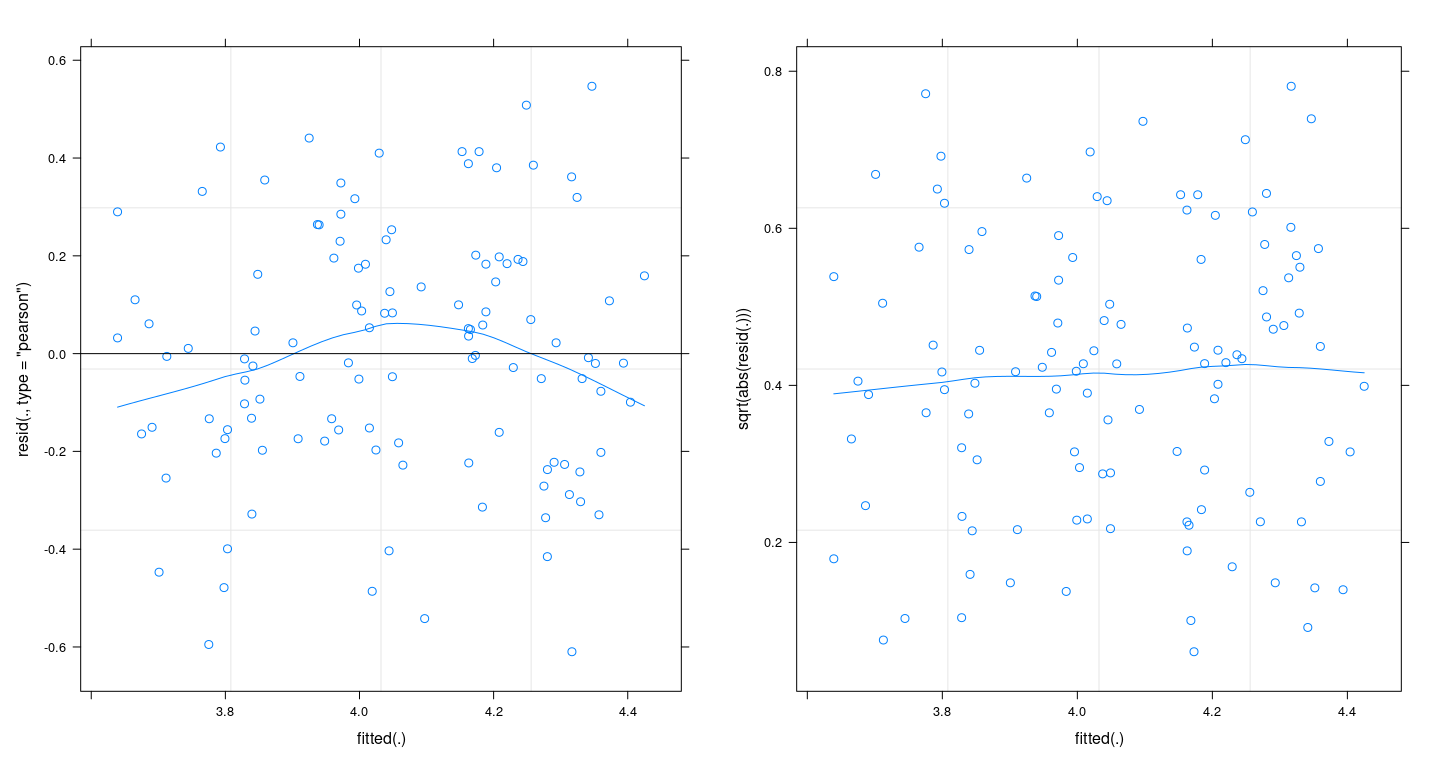 0.6
0.4
0.2
0.0
-0.2
-0.4
-0.6
resid(., type = "pearson")
3.8 4.0 4.2 4.4
fitted(.)
0.8
0.6
0.4
0.2
sqrt(abs(resid(.)))
3.8 4.0 4.2 4.4
fitted(.)